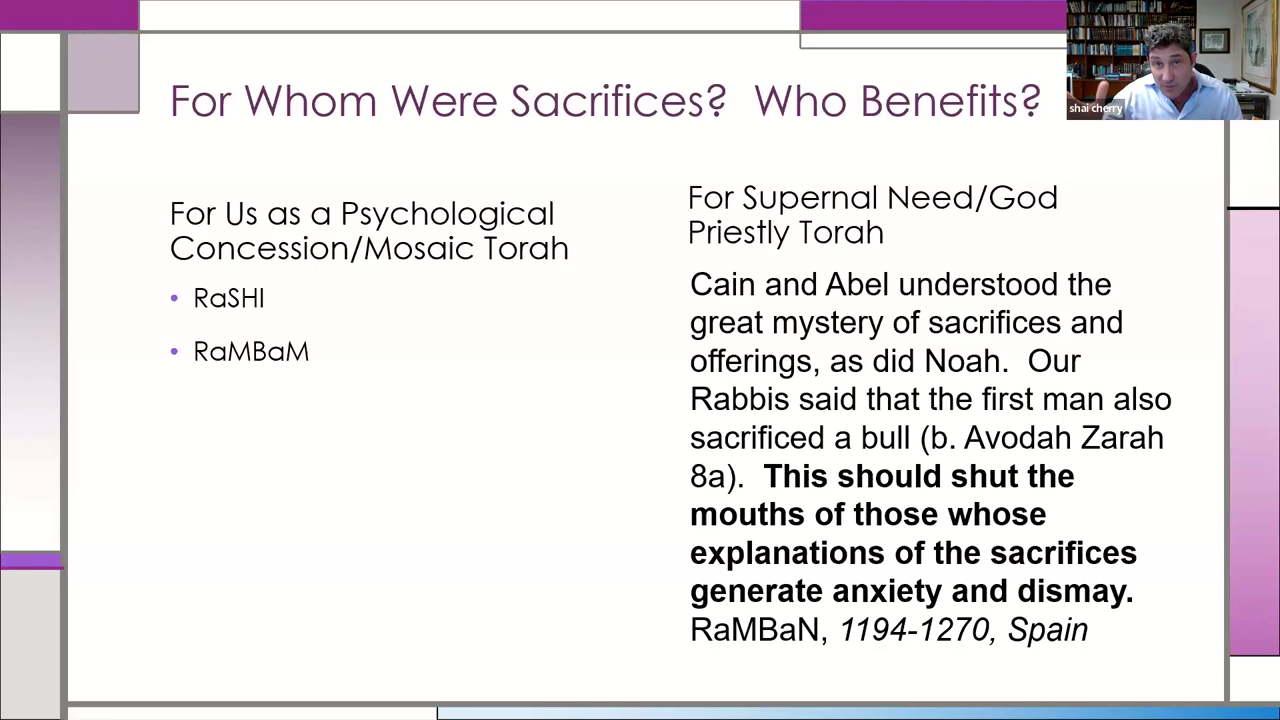 For Whom Were Sacrifices?  Who Benefits?
shai cherry
For Us as a Psychological
Concession/Mosaic Torah
• RaSHI
• RaMBaM
For Supernal Need/God
Priestly Torah
Cain and Abel understood the
great mystery of sacrifices and
offerings, as did Noah.  Our
Rabbis said that the first man also
sacrificed a bull (b. Avodah Zarah
8a).  This should shut the
mouths of those whose
explanations of the sacrifices
generate anxiety and dismay.
RaMBaN, 1194-1270, Spain